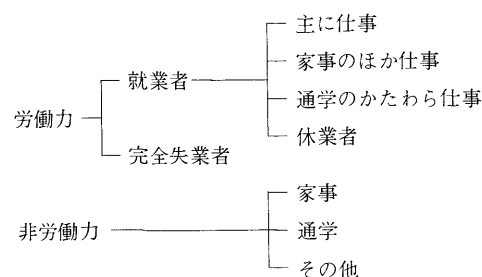 主に仕事
家事のほか仕事
就業者
通学のかたわら仕事
労働力
休業者
完全失業者
家事
非労働力
通学
その他